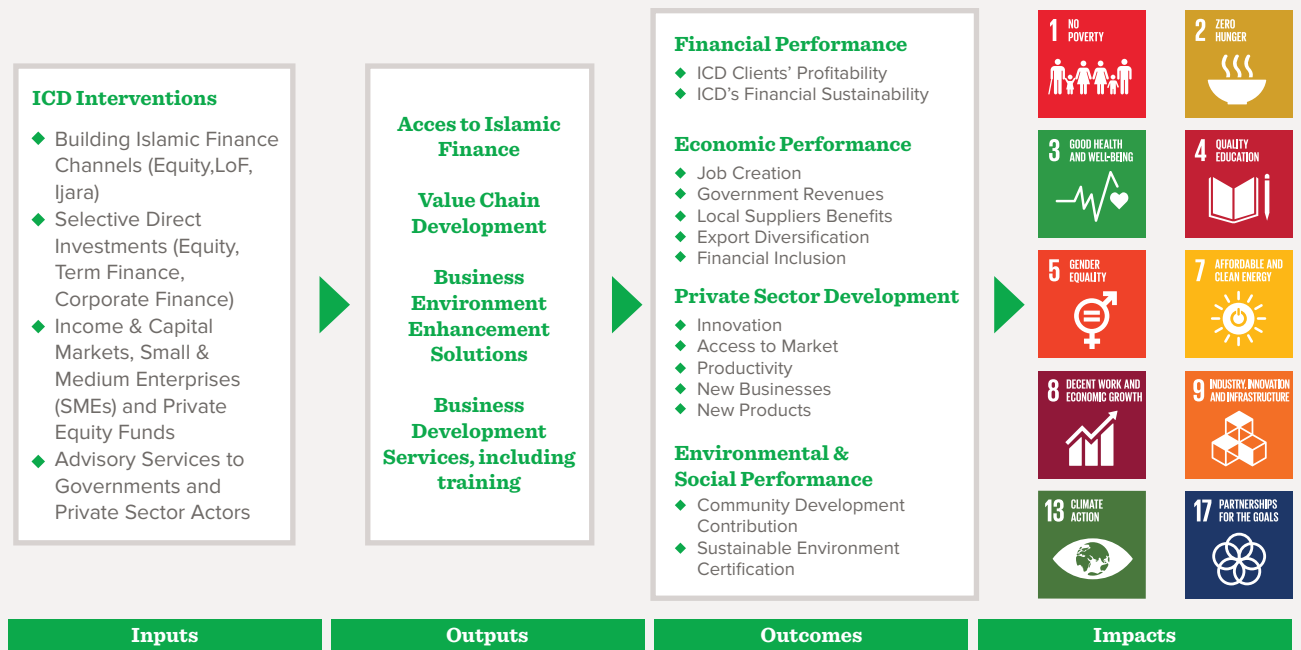 ICD Interventions
◆ Building Islamic Finance
Channels (Equity,LoF,
Ijara)
◆ Selective Direct
Investments (Equity,
Term Finance,
Corporate Finance)
◆ Income & Capital
Markets, Small &
Medium Enterprises
(SMEs) and Private
Equity Funds
◆ Advisory Services to
Governments and
Private Sector Actors
Acces to Islamic
Finance
Value Chain
Development
Business
Environment
Enhancement
Solutions
Business
Development
Services, including
training
Financial Performance
◆ ICD Clients’ Profitability
◆ ICD’s Financial Sustainability
Economic Performance
◆ Job Creation
◆ Government Revenues
◆ Local Suppliers Benefits
◆ Export Diversification
◆ Financial Inclusion
Private Sector Development
◆ Innovation
◆ Access to Market
◆ Productivity
◆ New Businesses
◆ New Products
Environmental &
Social Performance
◆ Community Development
Contribution
◆ Sustainable Environment
Certification
1 NO
POVERTY
2 ZERO
HUNGER
3 GOOD HEALTH
AND WELL-BEING
4 QUALITY
EDUCATION
5 GENDER
EQUALITY
7 AFFORDABLE AND
CLEAN ENERGY
8 DECENT WORK AND
ECONOMIC GROWTH
9 INDUSTRY, INNOVATION
AND INFRASTRUCTURE
13 CLIMATE
ACTION
17 PARTNERSHIPS
FOR THE GOALS
Inputs
Outputs
Outcomes
Impacts